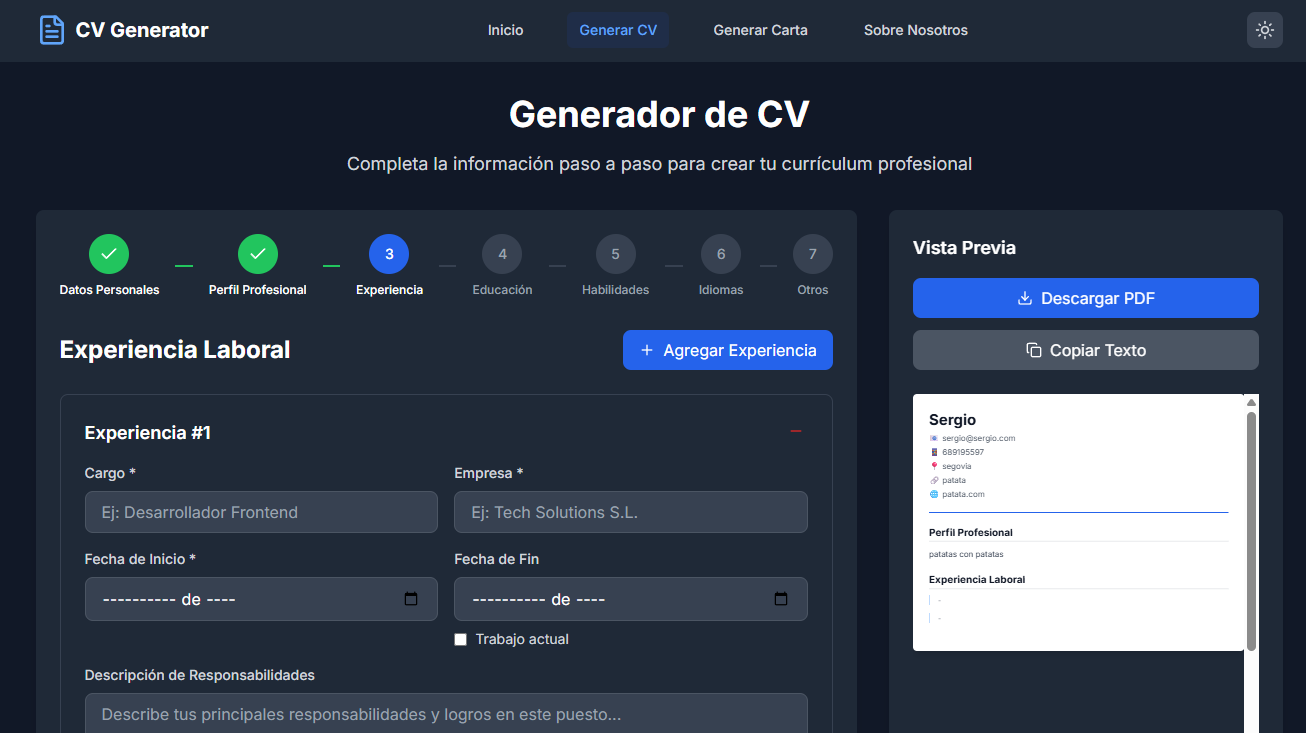 CV Generator
Inicio
Generar CV
Generar Carta
Sobre Nosotros
Generador de CV
Completa la información paso a paso para crear tu currículum profesional
3
4
5
6
7
Datos Personales
Perfil Profesional
Experiencia
Educación
Habilidades
Idiomas
Otros
Experiencia Laboral
+ Agregar Experiencia
Experiencia #1
Cargo *
Empresa *
Ej: Desarrollador Frontend
Ej: Tech Solutions S.L.
Fecha de Inicio *
Fecha de Fin
---------- de ----
---------- de ----
Trabajo actual
Descripción de Responsabilidades
Describe tus principales responsabilidades y logros en este puesto...
Vista Previa
Descargar PDF
Copiar Texto
Sergio
sergio@sergio.com
689195597
segovia
patata
patata.com
Perfil Profesional
patatas con patatas
Experiencia Laboral
-
-